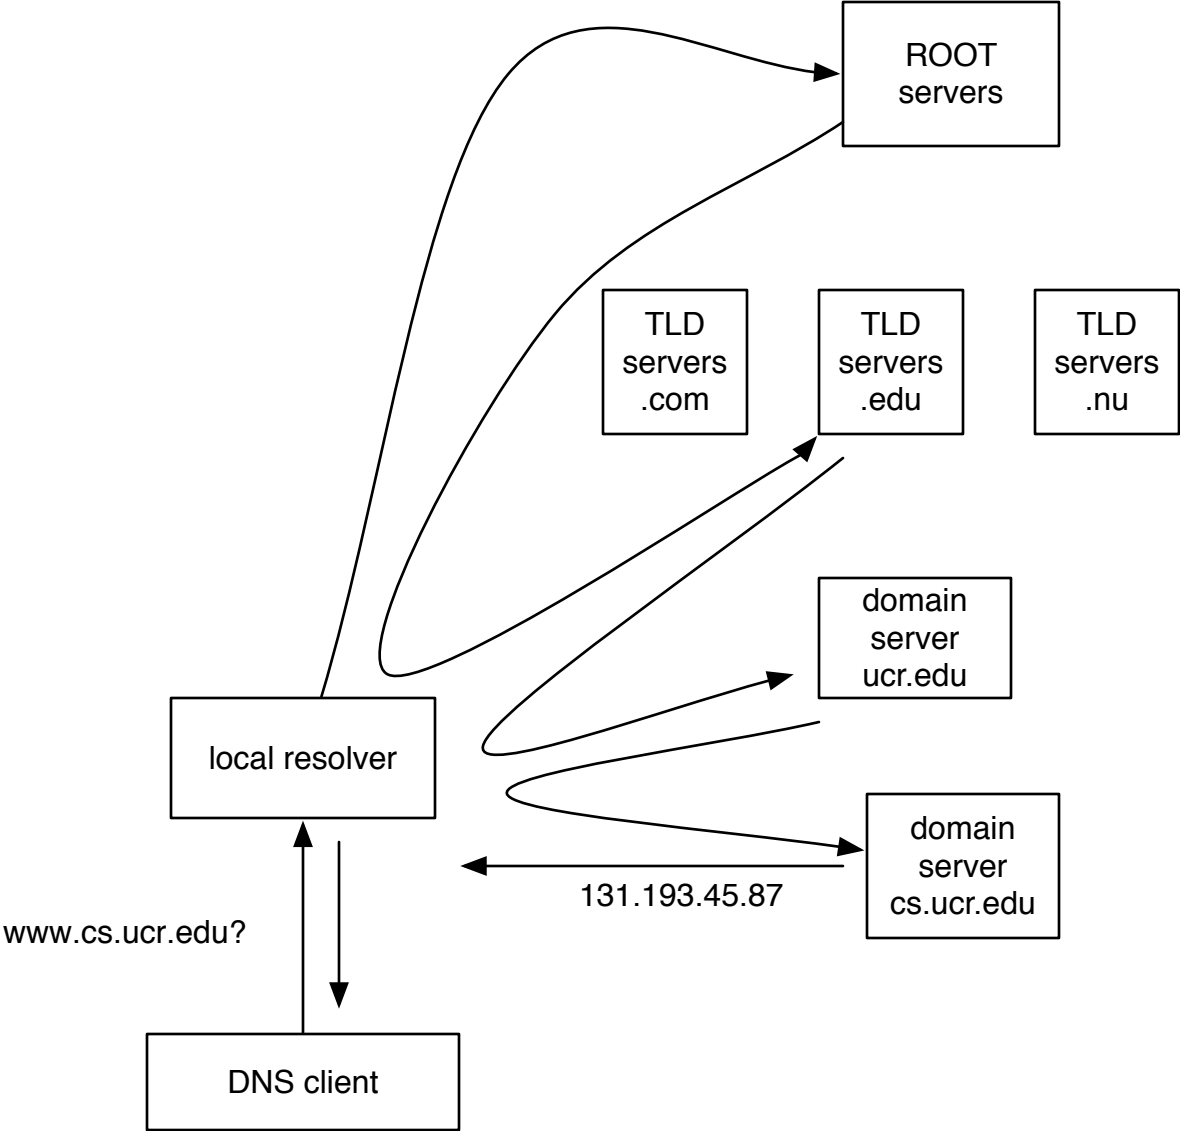 ROOT
servers
TLD
servers
.com
TLD
servers
.edu
TLD
servers
.nu
domain
server
ucr.edu
local resolver
domain
server
cs.ucr.edu
131.193.45.87
www.cs.ucr.edu?
DNS client